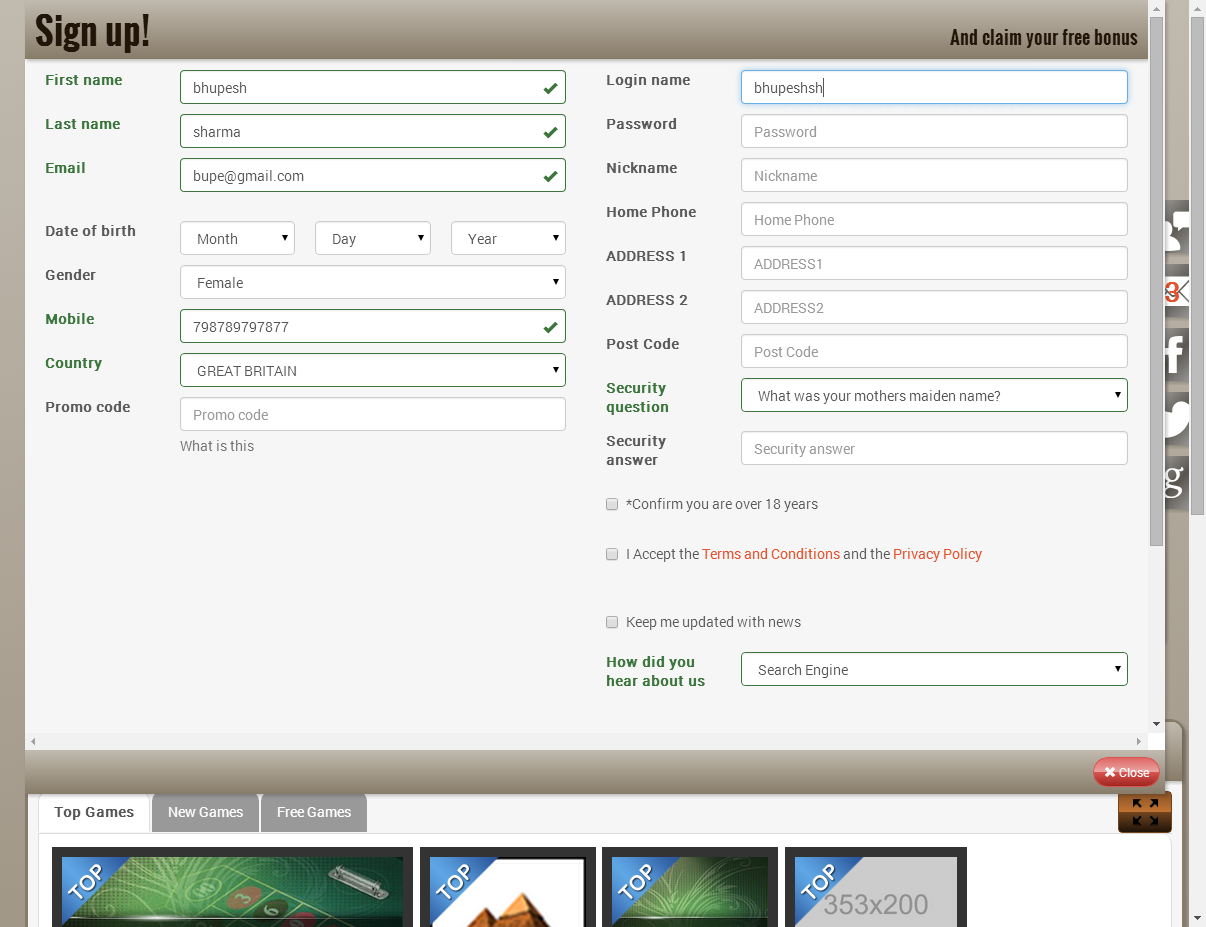 Sign up!
And claim your free bonus
First name
bhupesh
Last name
sharma
Email
bupe@gmail.com
Date of birth
Month
Day
Year
Gender
Female
Mobile
798789797877
Country
GREAT BRITAIN
Promo code
Promo code
What is this
Login name
bhupeshsh
Password
Password
Nickname
Nickname
Home Phone
Home Phone
ADDRESS 1
ADDRESS1
ADDRESS 2
ADDRESS2
Post Code
Post Code
Security
question
What was your mothers maiden name?
Security
answer
Security answer
*Confirm you are over 18 years
I Accept the Terms and Conditions and the Privacy Policy
Keep me updated with news
How did you
hear about us
Search Engine
3
f
g
Close
Top Games
New Games
Free Games
TOP
TOP
TOP
TOP
353x200